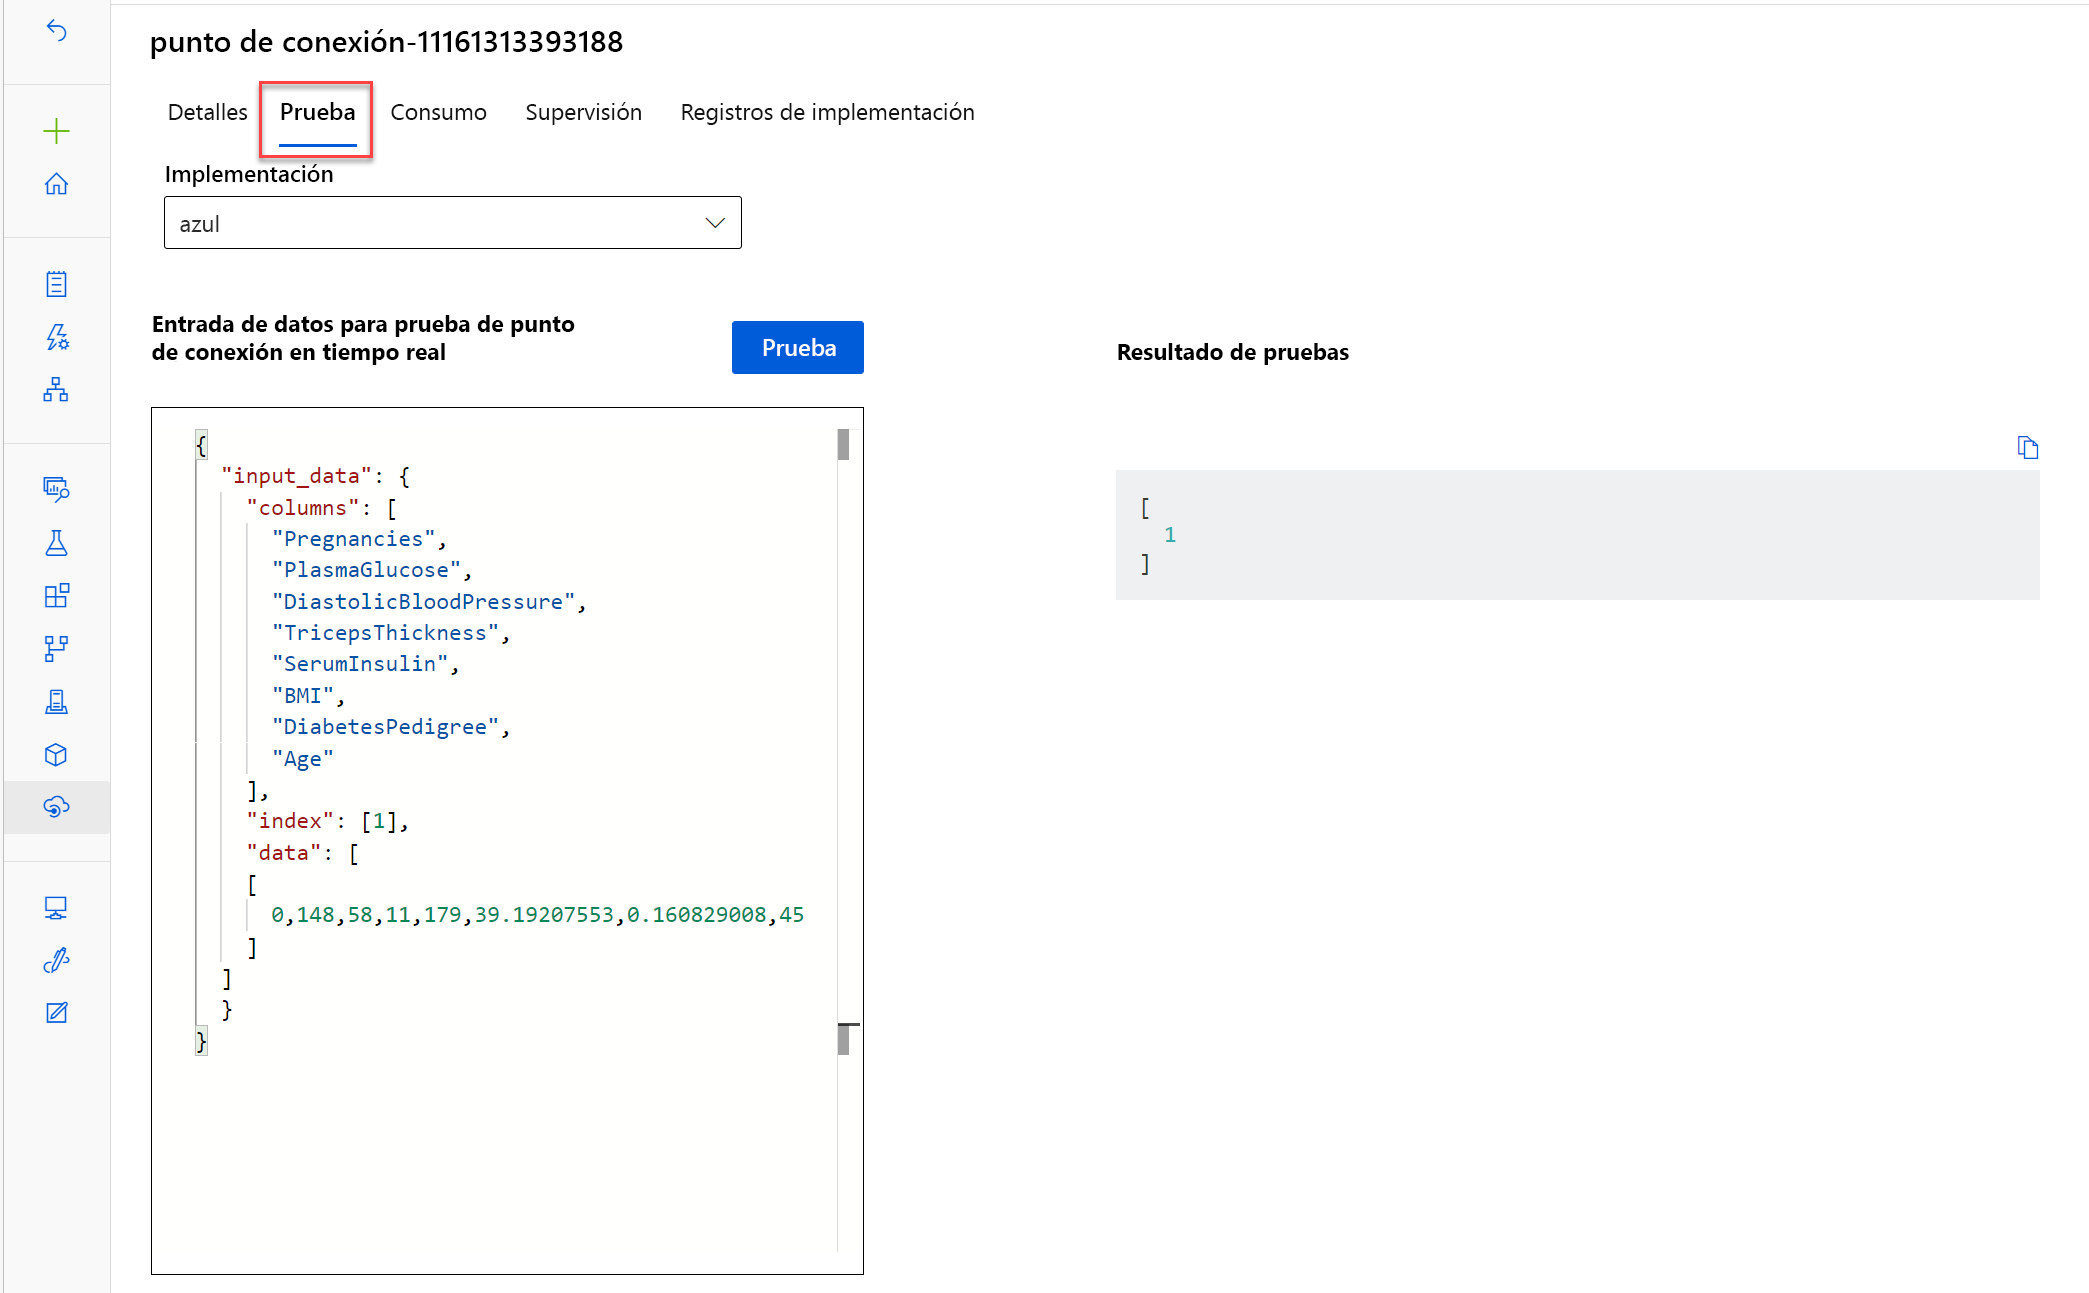 punto de conexión-11161313393188
Detalles Prueba Consumo Supervisión Registros de implementación
Implementación
azul
Entrada de datos para prueba de punto
de conexión en tiempo real
Prueba
{
"input_data": {
"columns": [
"Pregnancies",
"PlasmaGlucose",
"DiastolicBloodPressure",
"TricepsThickness",
"SerumInsulin",
"BMI",
"DiabetesPedigree",
"Age"
],
"index": [1],
"data": [
[
0,148,58,11,179,39.19207553,0.160829008,45
]
]
}
}
Resultado de pruebas
[
1
]